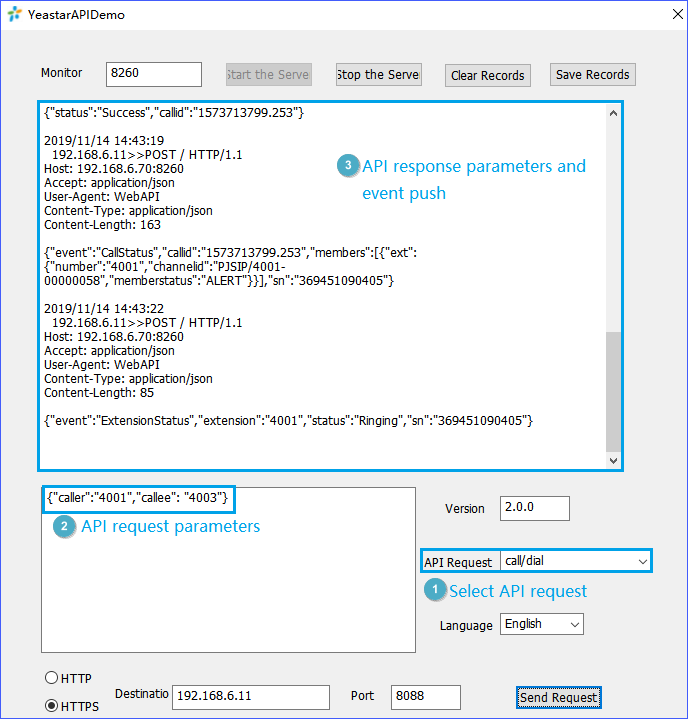 YeastarAPIDemo
Monitor 8260 Start the Serve Stop the Server Clear Records Save Records
{"status":"Success","callid":"1573713799.253"}
2019/11/14 14:43:19
192.168.6.11>>POST / HTTP/1.1
Host: 192.168.6.70:8260
Accept: application/json
User-Agent: WebAPI
Content-Type: application/json
Content-Length: 163
3 API response parameters and
event push
{"event":"CallStatus","callid":"1573713799.253","members":[{"ext":
{"number":"4001","channelid":"PJSIP/4001-
00000058","memberstatus":"ALERT"}}],"sn":"369451090405"}
2019/11/14 14:43:22
192.168.6.11>>POST / HTTP/1.1
Host: 192.168.6.70:8260
Accept: application/json
User-Agent: WebAPI
Content-Type: application/json
Content-Length: 85
{"event":"ExtensionStatus","extension":"4001","status":"Ringing","sn":"369451090405"}
{"caller":"4001","callee": "4003"}
2 API request parameters
Version 2.0.0
API Request call/dial
1 Select API request
Language English
HTTP
HTTPS
Destinatio 192.168.6.11 Port 8088 Send Request